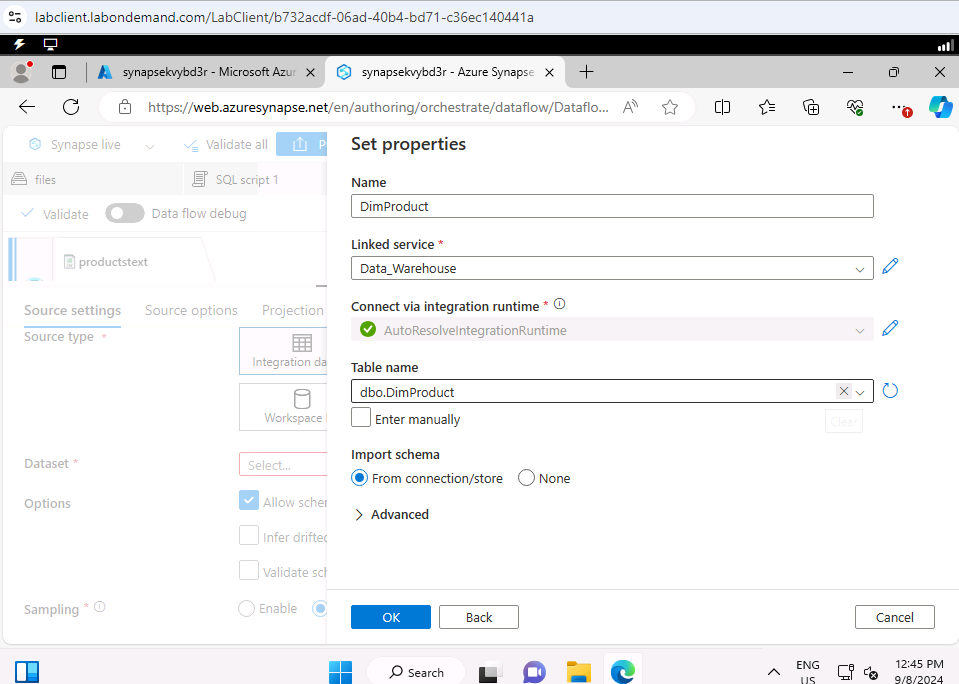 labclient.labondemand.com/LabClient/b732acdf-06ad-40b4-bd71-c36ec140441a
synapsekvybd3r - Microsoft Azur
synapsekvybd3r - Azure Synapse
https://web.azuresynapse.net/en/authoring/orchestrate/dataflow/Dataflo...
Synapse live
Validate all
P
files
SQL script 1
Validate
Data flow debug
productstext
Source settings
Source options
Projection
Source type *
Integration da
Workspace
Dataset *
Select...
Options
Allow schem
Infer drifted
Validate sch
Sampling *
Enable
Set properties
Name
DimProduct
Linked service *
Data_Warehouse
Connect via integration runtime *
AutoResolveIntegrationRuntime
Table name
dbo.DimProduct
Enter manually
Clear
Import schema
From connection/store
None
Advanced
OK
Back
Cancel
Search
ENG
US
12:45 PM
9/8/2024